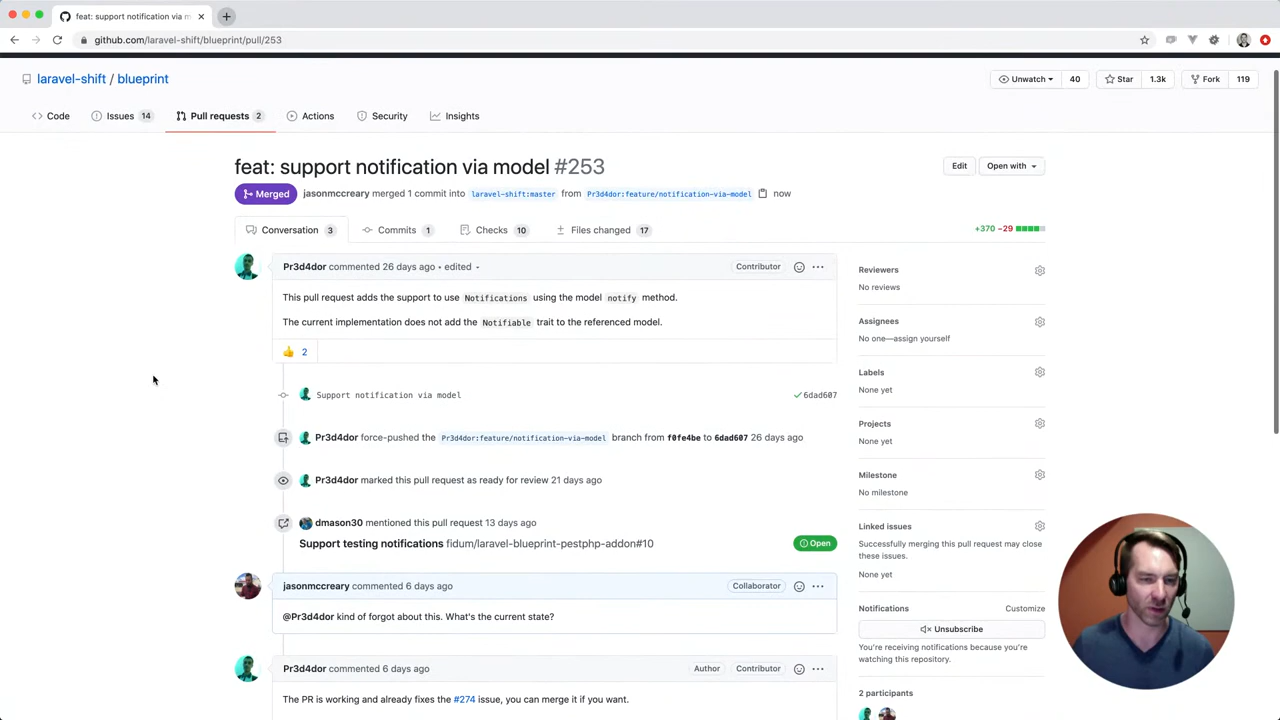 feat: support notification via m
github.com/laravel-shift/blueprint/pull/253
laravel-shift / blueprint
Unwatch 40 Star 1.3k Fork 119
Code Issues 14 Pull requests 2 Actions Security Insights
feat: support notification via model #253
Edit Open with
Merged jasonmccreary merged 1 commit into laravel-shift:master from Pr3d4dor:feature/notification-via-model now
Conversation 3 Commits 1 Checks 10 Files changed 17
+370 −29
Pr3d4dor commented 26 days ago • edited
Contributor
This pull request adds the support to use Notifications using the model notify method.
The current implementation does not add the Notifiable trait to the referenced model.
2
Support notification via model 6dad607
Pr3d4dor force-pushed the Pr3d4dor:feature/notification-via-model branch from f0fe4be to 6dad607 26 days ago
Pr3d4dor marked this pull request as ready for review 21 days ago
dmason30 mentioned this pull request 13 days ago
Support testing notifications fidum/laravel-blueprint-pestphp-addon#10
Open
jasonmccreary commented 6 days ago
Collaborator
@Pr3d4dor kind of forgot about this. What's the current state?
Pr3d4dor commented 6 days ago
Author Contributor
The PR is working and already fixes the #274 issue, you can merge it if you want.
Reviewers
No reviews
Assignees
No one—assign yourself
Labels
None yet
Projects
None yet
Milestone
No milestone
Linked issues
Successfully merging this pull request may close
these issues.
None yet
Notifications Customize
Unsubscribe
You're receiving notifications because you're
watching this repository.
2 participants